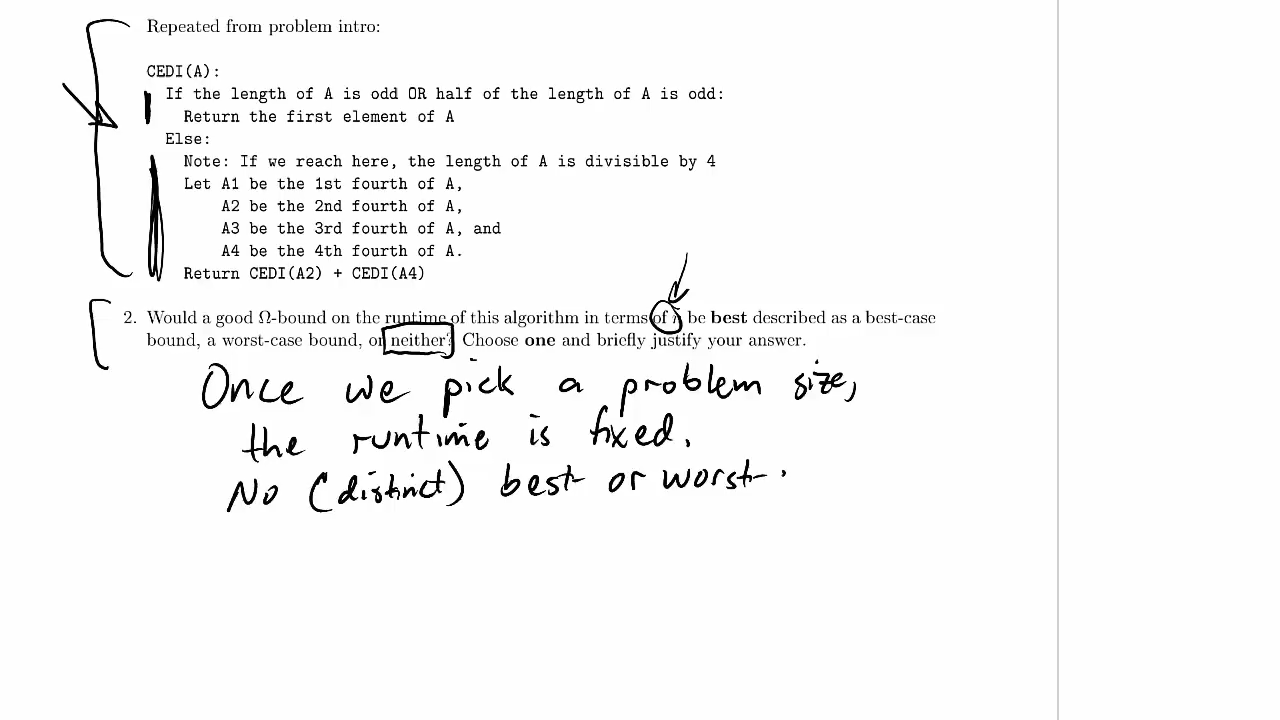 Repeated from problem intro:
CEDI(A):
If the length of A is odd OR half of the length of A is odd:
Return the first element of A
Else:
Note: If we reach here, the length of A is divisible by 4
Let A1 be the 1st fourth of A,
A2 be the 2nd fourth of A,
A3 be the 3rd fourth of A, and
A4 be the 4th fourth of A.
Return CEDI(A2) + CEDI(A4)
2. Would a good Ω-bound on the runtime of this algorithm in terms of n be best described as a best-case
bound, a worst-case bound, or neither? Choose one and briefly justify your answer.
Once we pick a problem size,
the runtime is fixed.
No (distinct) best- or worst-.